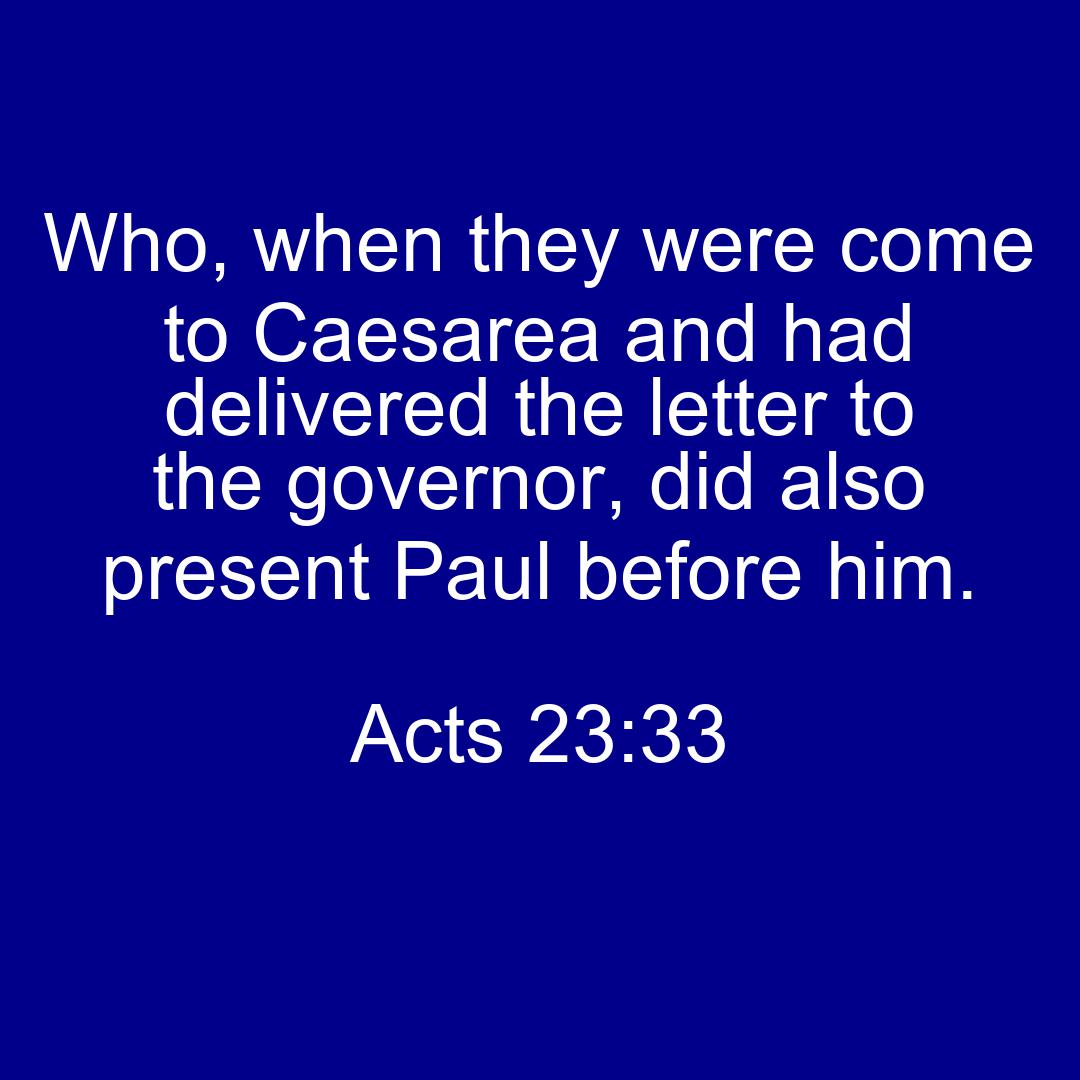 Who, when they were come
to Caesarea and had
delivered the letter to
the governor, did also
present Paul before him.
Acts 23:33